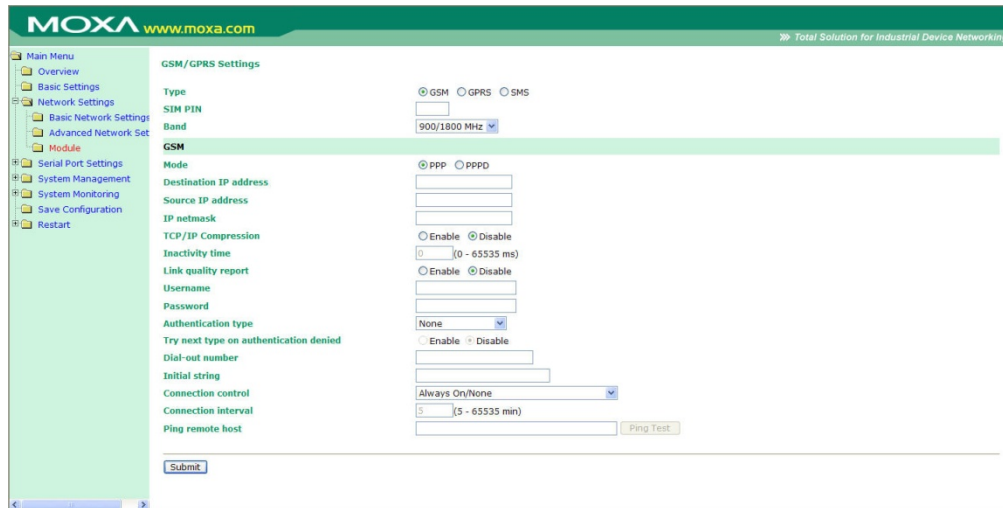 MOXA www.moxa.com
Total Solution for Industrial Device Networkin
Main Menu
Overview
Basic Settings
Network Settings
Basic Network Settings
Advanced Network Set
Module
Serial Port Settings
System Management
System Monitoring
Save Configuration
Restart
GSM/GPRS Settings
Type GSM GPRS SMS
SIM PIN
Band 900/1800 MHz
GSM
Mode PPP PPPD
Destination IP address
Source IP address
IP netmask
TCP/IP Compression Enable Disable
Inactivity time 0 (0 - 65535 ms)
Link quality report Enable Disable
Username
Password
Authentication type None
Try next type on authentication denied Enable Disable
Dial-out number
Initial string
Connection control Always On/None
Connection interval 5 (5 - 65535 min)
Ping remote host Ping Test
Submit